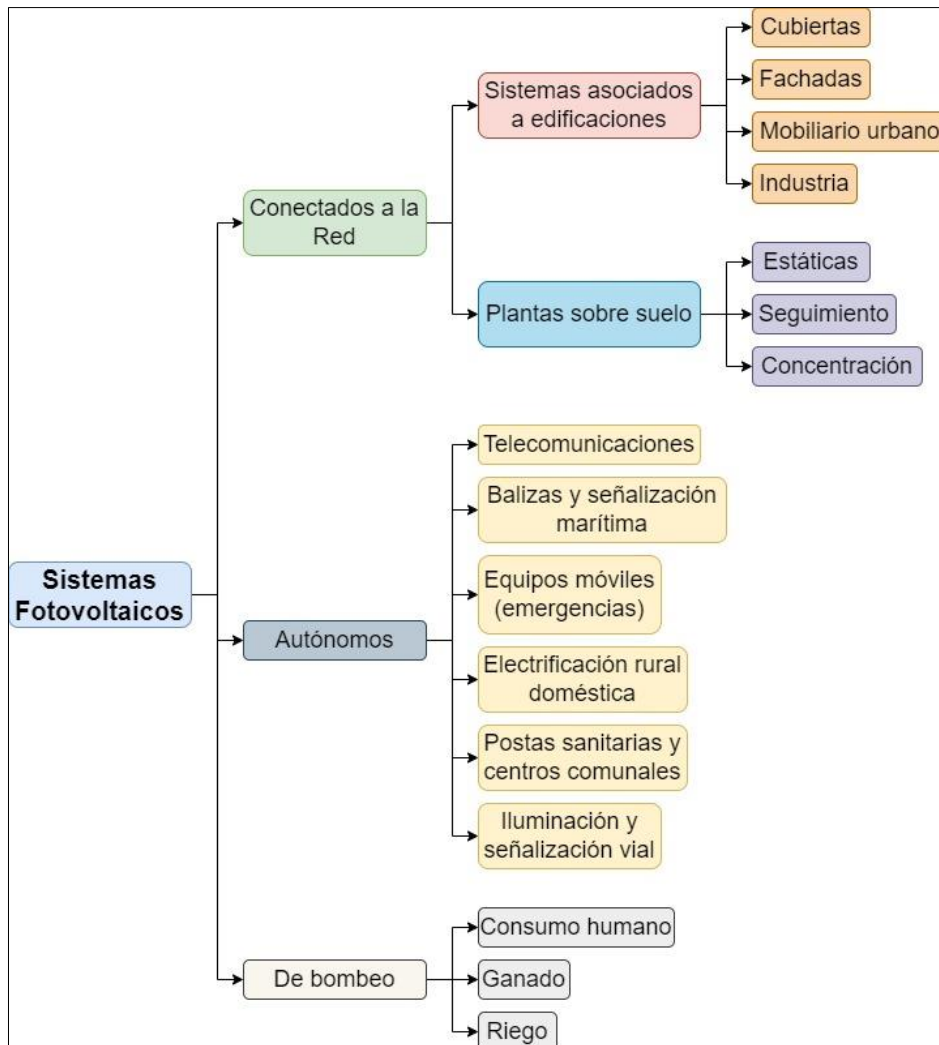 Sistemas
Fotovoltaicos
Conectados a la
Red
Sistemas asociados
a edificaciones
Cubiertas
Fachadas
Mobiliario urbano
Industria
Plantas sobre suelo
Estáticas
Seguimiento
Concentración
Autónomos
Telecomunicaciones
Balizas y señalización
marítima
Equipos móviles
(emergencias)
Electrificación rural
doméstica
Postas sanitarias y
centros comunales
Iluminación y
señalización vial
De bombeo
Consumo humano
Ganado
Riego